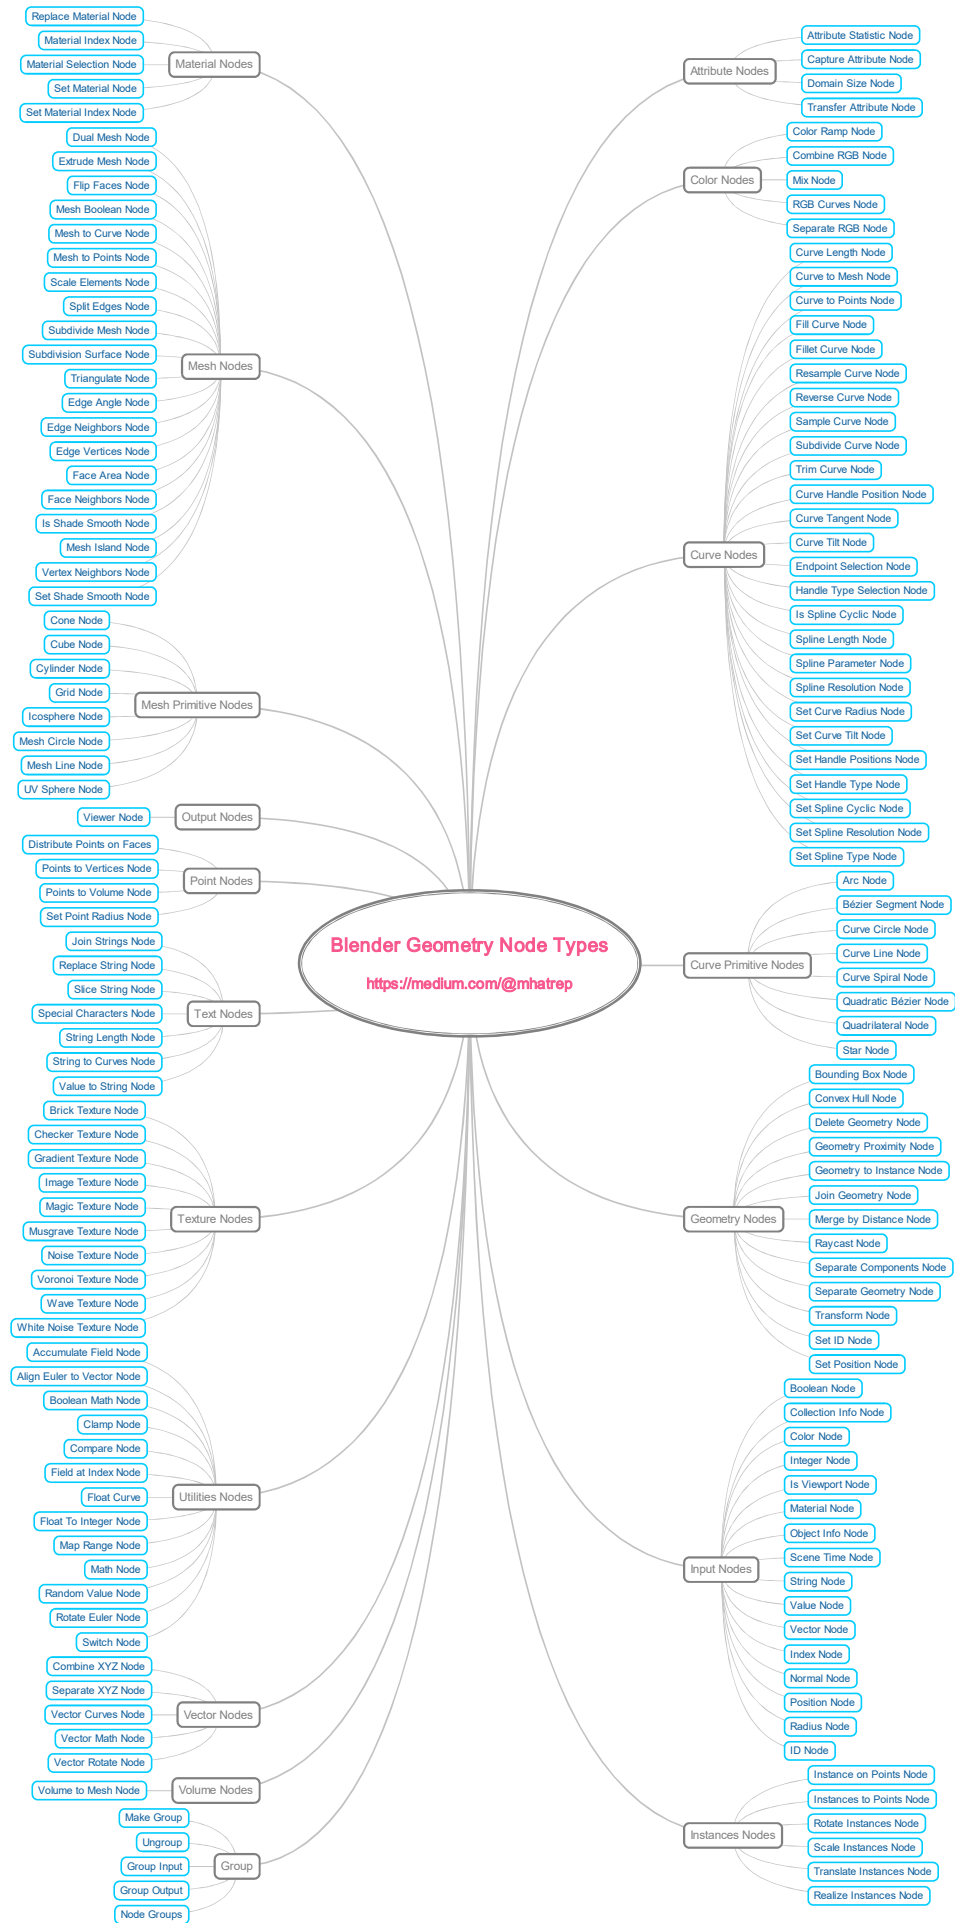 Blender Geometry Node Types
https://medium.com/@mhatrep
Material Nodes
Replace Material Node
Material Index Node
Material Selection Node
Set Material Node
Set Material Index Node
Mesh Nodes
Dual Mesh Node
Extrude Mesh Node
Flip Faces Node
Mesh Boolean Node
Mesh to Curve Node
Mesh to Points Node
Scale Elements Node
Split Edges Node
Subdivide Mesh Node
Subdivision Surface Node
Triangulate Node
Edge Angle Node
Edge Neighbors Node
Edge Vertices Node
Face Area Node
Face Neighbors Node
Is Shade Smooth Node
Mesh Island Node
Vertex Neighbors Node
Set Shade Smooth Node
Mesh Primitive Nodes
Cone Node
Cube Node
Cylinder Node
Grid Node
Icosphere Node
Mesh Circle Node
Mesh Line Node
UV Sphere Node
Output Nodes
Viewer Node
Point Nodes
Distribute Points on Faces
Points to Vertices Node
Points to Volume Node
Set Point Radius Node
Text Nodes
Join Strings Node
Replace String Node
Slice String Node
Special Characters Node
String Length Node
String to Curves Node
Value to String Node
Texture Nodes
Brick Texture Node
Checker Texture Node
Gradient Texture Node
Image Texture Node
Magic Texture Node
Musgrave Texture Node
Noise Texture Node
Voronoi Texture Node
Wave Texture Node
White Noise Texture Node
Utilities Nodes
Accumulate Field Node
Align Euler to Vector Node
Boolean Math Node
Clamp Node
Compare Node
Field at Index Node
Float Curve
Float To Integer Node
Map Range Node
Math Node
Random Value Node
Rotate Euler Node
Switch Node
Vector Nodes
Combine XYZ Node
Separate XYZ Node
Vector Curves Node
Vector Math Node
Vector Rotate Node
Volume Nodes
Volume to Mesh Node
Group
Make Group
Ungroup
Group Input
Group Output
Node Groups
Attribute Nodes
Attribute Statistic Node
Capture Attribute Node
Domain Size Node
Transfer Attribute Node
Color Nodes
Color Ramp Node
Combine RGB Node
Mix Node
RGB Curves Node
Separate RGB Node
Curve Nodes
Curve Length Node
Curve to Mesh Node
Curve to Points Node
Fill Curve Node
Fillet Curve Node
Resample Curve Node
Reverse Curve Node
Sample Curve Node
Subdivide Curve Node
Trim Curve Node
Curve Handle Position Node
Curve Tangent Node
Curve Tilt Node
Endpoint Selection Node
Handle Type Selection Node
Is Spline Cyclic Node
Spline Length Node
Spline Parameter Node
Spline Resolution Node
Set Curve Radius Node
Set Curve Tilt Node
Set Handle Positions Node
Set Handle Type Node
Set Spline Cyclic Node
Set Spline Resolution Node
Set Spline Type Node
Curve Primitive Nodes
Arc Node
Bézier Segment Node
Curve Circle Node
Curve Line Node
Curve Spiral Node
Quadratic Bézier Node
Quadrilateral Node
Star Node
Geometry Nodes
Bounding Box Node
Convex Hull Node
Delete Geometry Node
Geometry Proximity Node
Geometry to Instance Node
Join Geometry Node
Merge by Distance Node
Raycast Node
Separate Components Node
Separate Geometry Node
Transform Node
Set ID Node
Set Position Node
Input Nodes
Boolean Node
Collection Info Node
Color Node
Integer Node
Is Viewport Node
Material Node
Object Info Node
Scene Time Node
String Node
Value Node
Vector Node
Index Node
Normal Node
Position Node
Radius Node
ID Node
Instances Nodes
Instance on Points Node
Instances to Points Node
Rotate Instances Node
Scale Instances Node
Translate Instances Node
Realize Instances Node